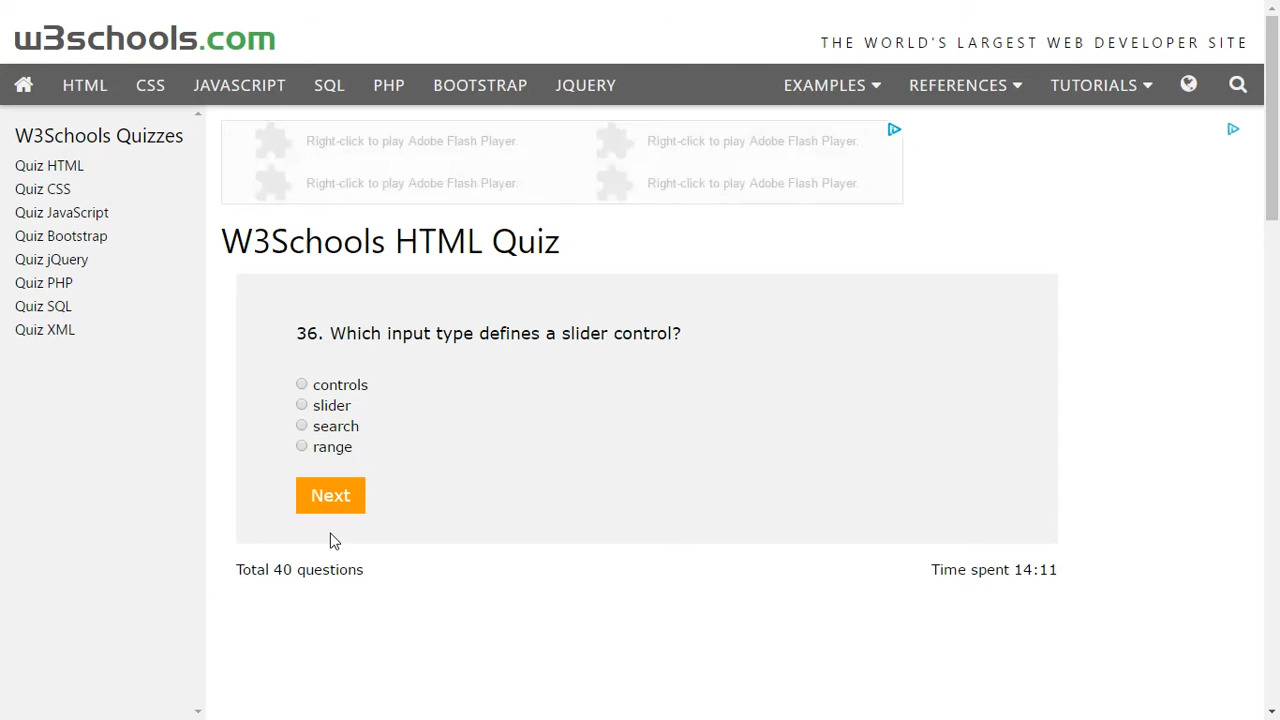 w3schools.com
THE WORLD'S LARGEST WEB DEVELOPER SITE
HTML CSS JAVASCRIPT SQL PHP BOOTSTRAP JQUERY EXAMPLES REFERENCES TUTORIALS
W3Schools Quizzes
Quiz HTML
Quiz CSS
Quiz JavaScript
Quiz Bootstrap
Quiz jQuery
Quiz PHP
Quiz SQL
Quiz XML
Right-click to play Adobe Flash Player. Right-click to play Adobe Flash Player.
Right-click to play Adobe Flash Player. Right-click to play Adobe Flash Player.
W3Schools HTML Quiz
36. Which input type defines a slider control?
controls
slider
search
range
Next
Total 40 questions
Time spent 14:11